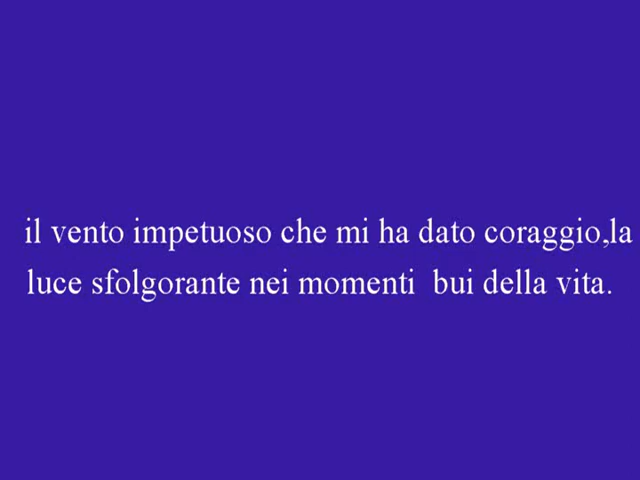 il vento impetuoso che mi ha dato coraggio,la
luce sfolgorante nei momenti  bui della vita.